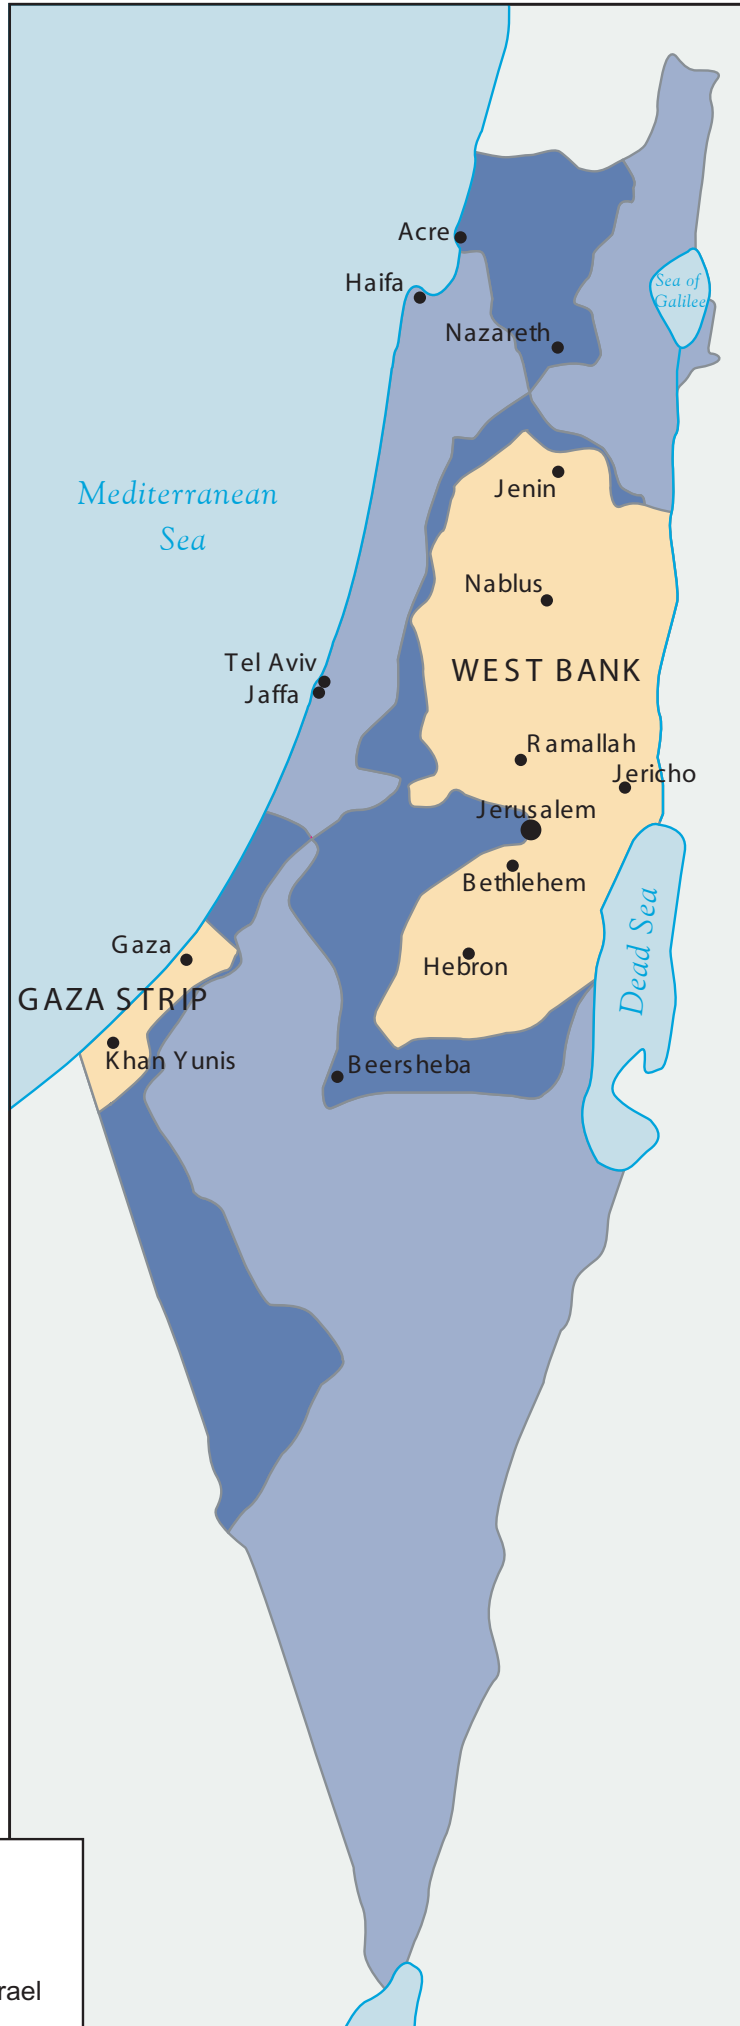 Acre
Haifa
Sea of
Galilee
Nazareth
Mediterranean
Sea
Jenin
Nablus
Tel Aviv
Jaffa
WEST BANK
Ramallah
Jericho
Jerusalem
Bethlehem
Dead Sea
Gaza
Hebron
GAZA STRIP
Khan Yunis
Beersheba
rael